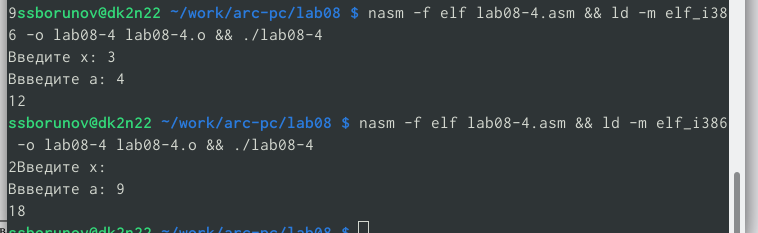 9ssborunov@dk2n22 ~/work/arc-pc/lab08 $ nasm -f elf lab08-4.asm && ld -m elf_i38
6 -o lab08-4 lab08-4.o && ./lab08-4
Введите x: 3
Ввведите a: 4
12
ssborunov@dk2n22 ~/work/arc-pc/lab08 $ nasm -f elf lab08-4.asm && ld -m elf_i386
-o lab08-4 lab08-4.o && ./lab08-4
2Введите x:
Ввведите a: 9
18
ssborunov@dk2n22 ~/work/arc-pc/lab08 $